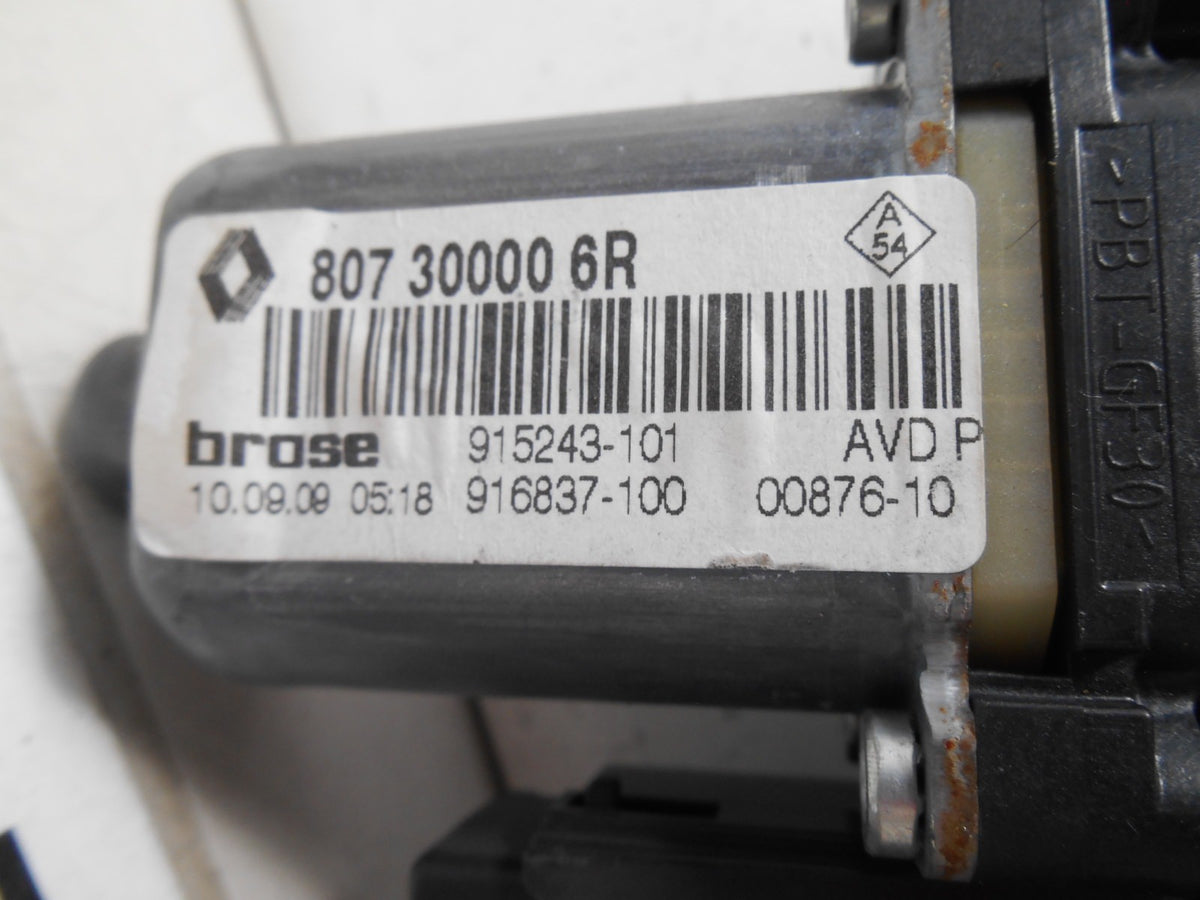 807 30000 6R
A
54
brose 915243-101 AVD P
10.09.09 05:18 916837-100 00876-10
>PBT-GF30<